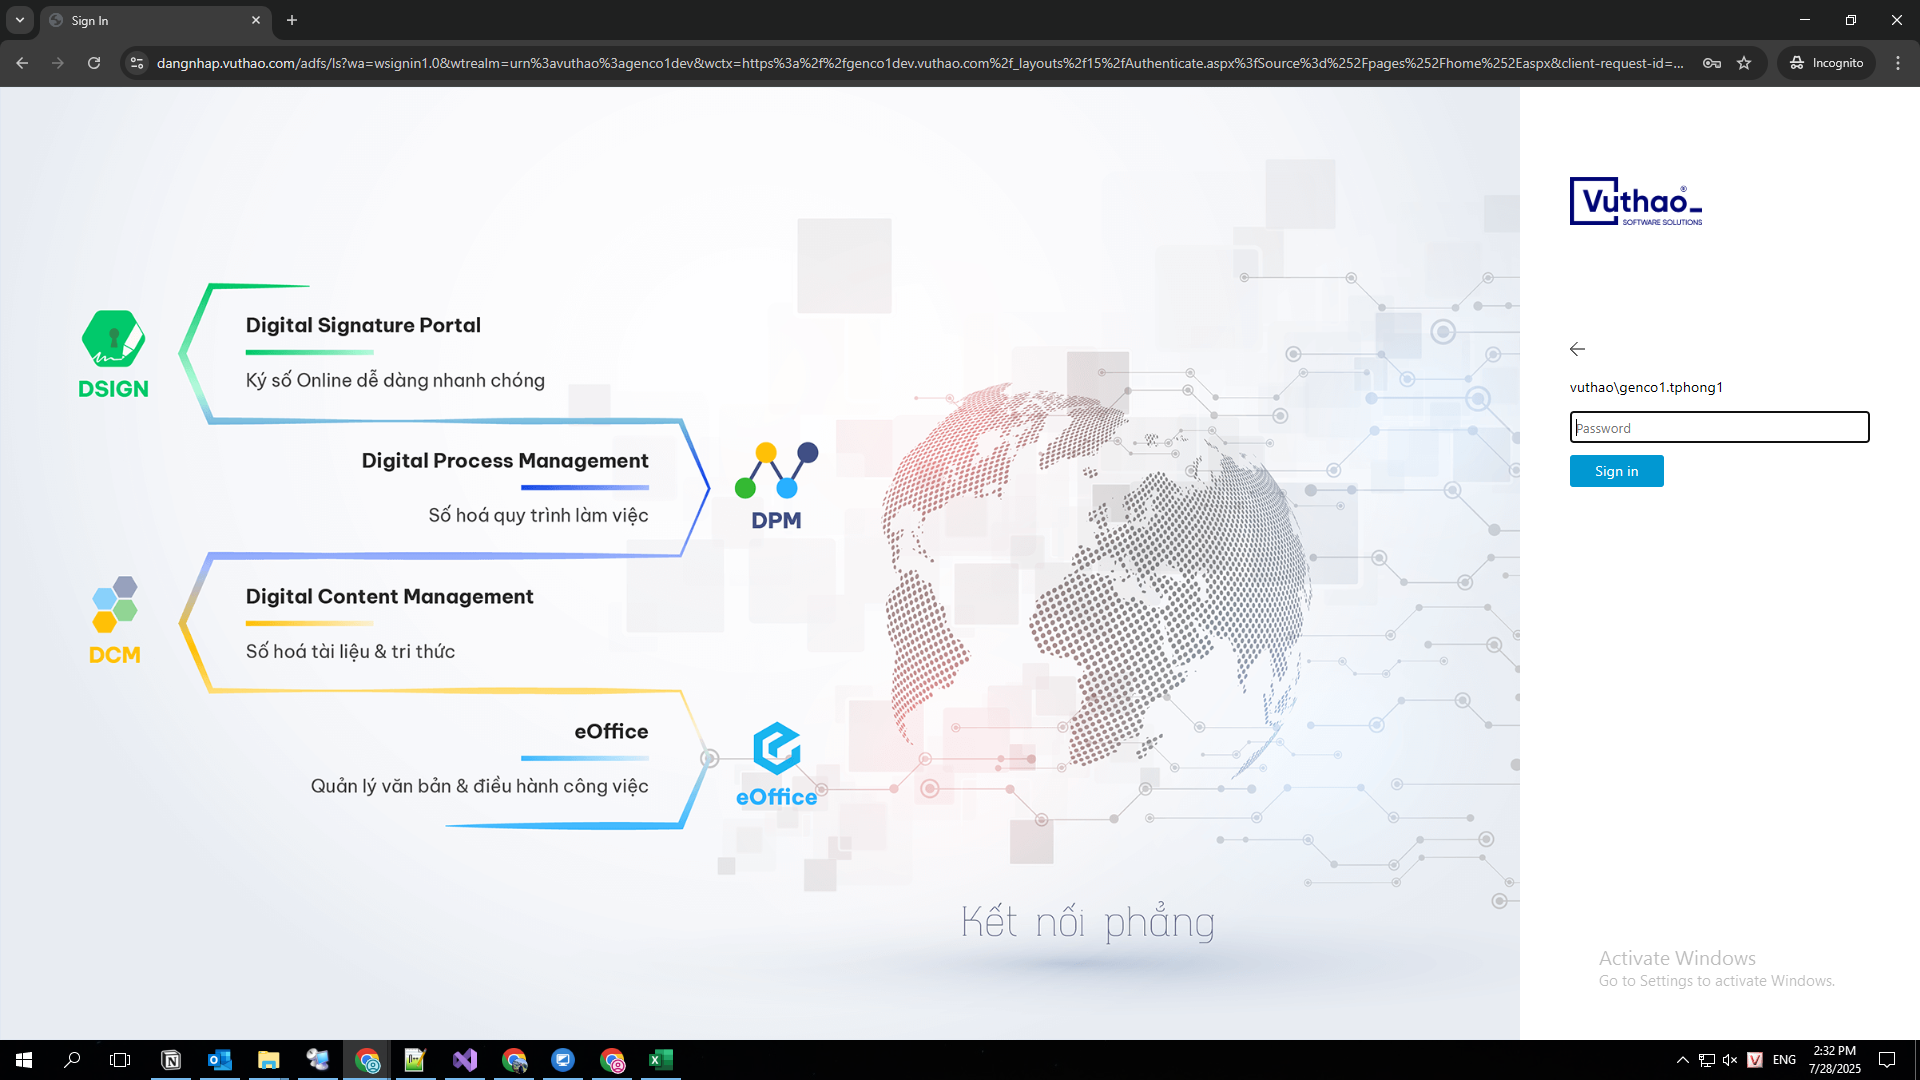 Sign In
dangnhap.vuthao.com/adfs/ls?wa=wsignin1.0&wtrealm=urn%3avuthao%3agenco1dev&wctx=https%3a%2f%2fgenco1dev.vuthao.com%2f_layouts%2f15%2fAuthenticate.aspx%3fSource%3d%252Fpages%252Fhome%252Easpx&client-request-id=...
Incognito
Digital Signature Portal
Ký số Online dễ dàng nhanh chóng
DSIGN
Digital Process Management
Số hoá quy trình làm việc
DPM
Digital Content Management
Số hoá tài liệu & tri thức
DCM
eOffice
Quản lý văn bản & điều hành công việc
eOffice
Kết nối phẳng
Vuthao_®
SOFTWARE SOLUTIONS
vuthao\genco1.tphong1
Password
Sign in
Activate Windows
Go to Settings to activate Windows.
ENG
2:32 PM
7/28/2025